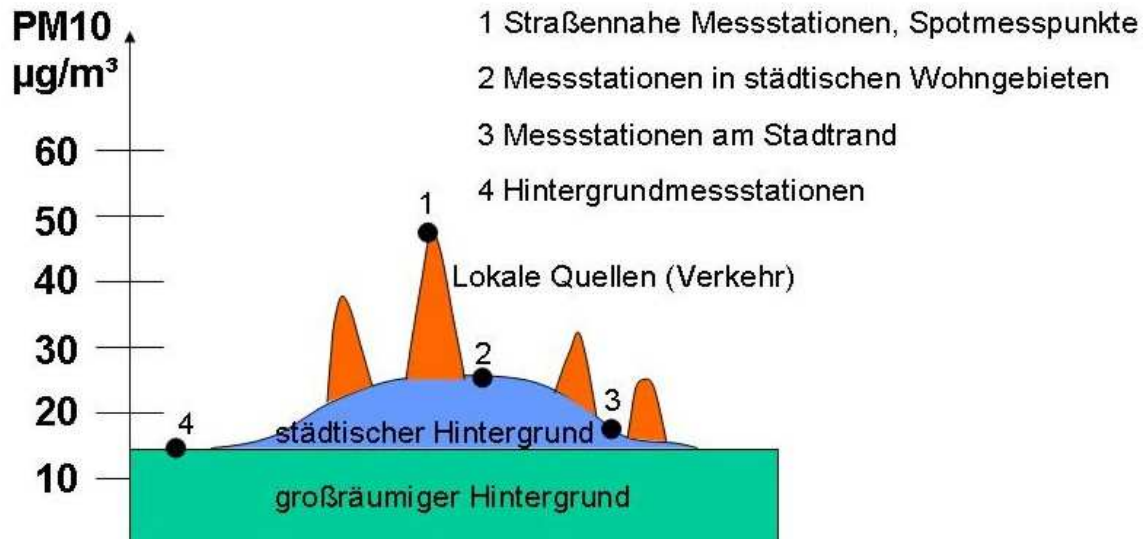 PM10
µg/m³
1 Straßennahe Messstationen, Spotmesspunkte
2 Messstationen in städtischen Wohngebieten
3 Messstationen am Stadtrand
4 Hintergrundmessstationen
60
50
40
30
20
10
1
Lokale Quellen (Verkehr)
2
3
4
städtischer Hintergrund
großräumiger Hintergrund